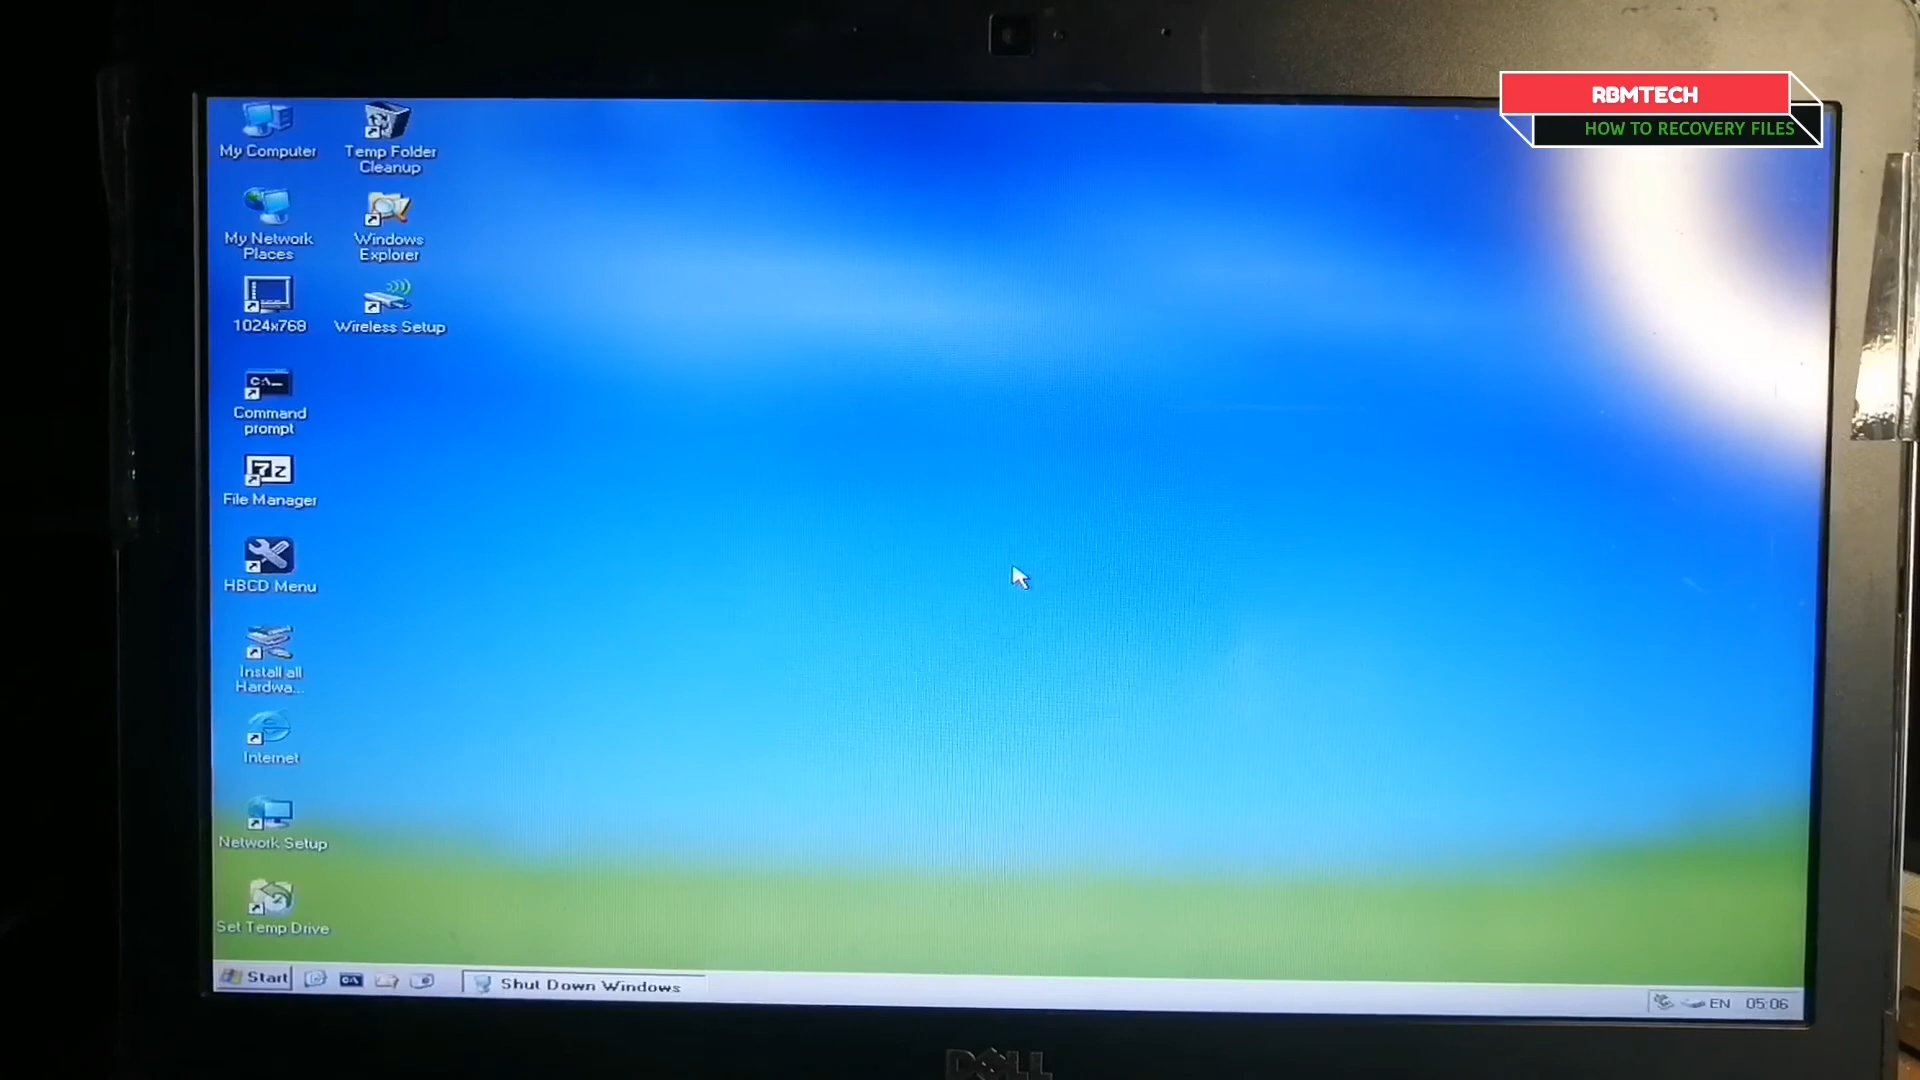 RBMTECH
HOW TO RECOVERY FILES
My Computer
Temp Folder
Cleanup
My Network
Places
Windows
Explorer
1024x768
Wireless Setup
C:\_
Command
prompt
7z
File Manager
HBCD Menu
Install all
Hardwa...
Internet
Network Setup
Set Temp Drive
Start
C:\
Shut Down Windows
EN
05:06
DELL